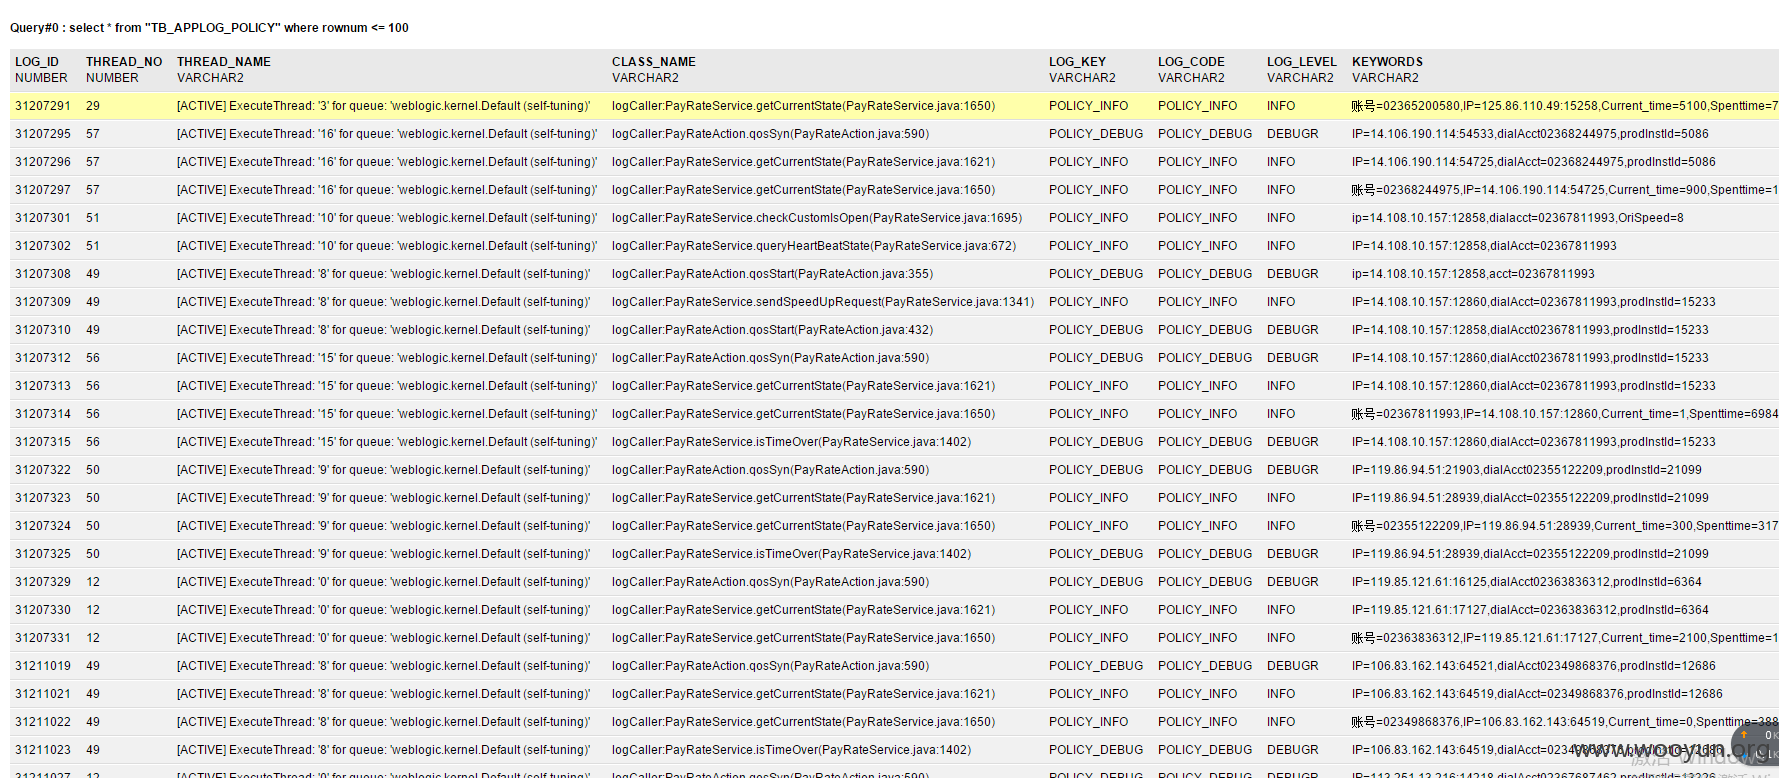 Query#0 : select * from "TB_APPLOG_POLICY" where rownum <= 100
LOG_ID THREAD_NO THREAD_NAME CLASS_NAME LOG_KEY LOG_CODE LOG_LEVEL KEYWORDS
NUMBER NUMBER VARCHAR2 VARCHAR2 VARCHAR2 VARCHAR2 VARCHAR2 VARCHAR2
31207291 29 [ACTIVE] ExecuteThread: '3' for queue: 'weblogic.kernel.Default (self-tuning)' logCaller:PayRateService.getCurrentState(PayRateService.java:1650) POLICY_INFO POLICY_INFO INFO 账号=02365200580,IP=125.86.110.49:15258,Current_time=5100,Spenttime=7
31207295 57 [ACTIVE] ExecuteThread: '16' for queue: 'weblogic.kernel.Default (self-tuning)' logCaller:PayRateAction.qosSyn(PayRateAction.java:590) POLICY_DEBUG POLICY_DEBUG DEBUGR IP=14.106.190.114:54533,dialAcct02368244975,prodInstId=5086
31207296 57 [ACTIVE] ExecuteThread: '16' for queue: 'weblogic.kernel.Default (self-tuning)' logCaller:PayRateService.getCurrentState(PayRateService.java:1621) POLICY_INFO POLICY_INFO INFO IP=14.106.190.114:54725,dialAcct=02368244975,prodInstId=5086
31207297 57 [ACTIVE] ExecuteThread: '16' for queue: 'weblogic.kernel.Default (self-tuning)' logCaller:PayRateService.getCurrentState(PayRateService.java:1650) POLICY_INFO POLICY_INFO INFO 账号=02368244975,IP=14.106.190.114:54725,Current_time=900,Spenttime=1
31207301 51 [ACTIVE] ExecuteThread: '10' for queue: 'weblogic.kernel.Default (self-tuning)' logCaller:PayRateService.checkCustomIsOpen(PayRateService.java:1695) POLICY_INFO POLICY_INFO INFO ip=14.108.10.157:12858,dialacct=02367811993,OriSpeed=8
31207302 51 [ACTIVE] ExecuteThread: '10' for queue: 'weblogic.kernel.Default (self-tuning)' logCaller:PayRateService.queryHeartBeatState(PayRateService.java:672) POLICY_INFO POLICY_INFO INFO IP=14.108.10.157:12858,dialAcct=02367811993
31207308 49 [ACTIVE] ExecuteThread: '8' for queue: 'weblogic.kernel.Default (self-tuning)' logCaller:PayRateAction.qosStart(PayRateAction.java:355) POLICY_DEBUG POLICY_DEBUG DEBUGR ip=14.108.10.157:12858,acct=02367811993
31207309 49 [ACTIVE] ExecuteThread: '8' for queue: 'weblogic.kernel.Default (self-tuning)' logCaller:PayRateService.sendSpeedUpRequest(PayRateService.java:1341) POLICY_INFO POLICY_INFO INFO IP=14.108.10.157:12860,dialAcct=02367811993,prodInstId=15233
31207310 49 [ACTIVE] ExecuteThread: '8' for queue: 'weblogic.kernel.Default (self-tuning)' logCaller:PayRateAction.qosStart(PayRateAction.java:432) POLICY_DEBUG POLICY_DEBUG DEBUGR IP=14.108.10.157:12858,dialAcct02367811993,prodInstId=15233
31207312 56 [ACTIVE] ExecuteThread: '15' for queue: 'weblogic.kernel.Default (self-tuning)' logCaller:PayRateAction.qosSyn(PayRateAction.java:590) POLICY_DEBUG POLICY_DEBUG DEBUGR IP=14.108.10.157:12860,dialAcct02367811993,prodInstId=15233
31207313 56 [ACTIVE] ExecuteThread: '15' for queue: 'weblogic.kernel.Default (self-tuning)' logCaller:PayRateService.getCurrentState(PayRateService.java:1621) POLICY_INFO POLICY_INFO INFO IP=14.108.10.157:12860,dialAcct=02367811993,prodInstId=15233
31207314 56 [ACTIVE] ExecuteThread: '15' for queue: 'weblogic.kernel.Default (self-tuning)' logCaller:PayRateService.getCurrentState(PayRateService.java:1650) POLICY_INFO POLICY_INFO INFO 账号=02367811993,IP=14.108.10.157:12860,Current_time=1,Spenttime=6984
31207315 56 [ACTIVE] ExecuteThread: '15' for queue: 'weblogic.kernel.Default (self-tuning)' logCaller:PayRateService.isTimeOver(PayRateService.java:1402) POLICY_DEBUG POLICY_DEBUG DEBUGR IP=14.108.10.157:12860,dialAcct=02367811993,prodInstId=15233
31207322 50 [ACTIVE] ExecuteThread: '9' for queue: 'weblogic.kernel.Default (self-tuning)' logCaller:PayRateAction.qosSyn(PayRateAction.java:590) POLICY_DEBUG POLICY_DEBUG DEBUGR IP=119.86.94.51:21903,dialAcct02355122209,prodInstId=21099
31207323 50 [ACTIVE] ExecuteThread: '9' for queue: 'weblogic.kernel.Default (self-tuning)' logCaller:PayRateService.getCurrentState(PayRateService.java:1621) POLICY_INFO POLICY_INFO INFO IP=119.86.94.51:28939,dialAcct=02355122209,prodInstId=21099
31207324 50 [ACTIVE] ExecuteThread: '9' for queue: 'weblogic.kernel.Default (self-tuning)' logCaller:PayRateService.getCurrentState(PayRateService.java:1650) POLICY_INFO POLICY_INFO INFO 账号=02355122209,IP=119.86.94.51:28939,Current_time=300,Spenttime=317
31207325 50 [ACTIVE] ExecuteThread: '9' for queue: 'weblogic.kernel.Default (self-tuning)' logCaller:PayRateService.isTimeOver(PayRateService.java:1402) POLICY_DEBUG POLICY_DEBUG DEBUGR IP=119.86.94.51:28939,dialAcct=02355122209,prodInstId=21099
31207329 12 [ACTIVE] ExecuteThread: '0' for queue: 'weblogic.kernel.Default (self-tuning)' logCaller:PayRateAction.qosSyn(PayRateAction.java:590) POLICY_DEBUG POLICY_DEBUG DEBUGR IP=119.85.121.61:16125,dialAcct02363836312,prodInstId=6364
31207330 12 [ACTIVE] ExecuteThread: '0' for queue: 'weblogic.kernel.Default (self-tuning)' logCaller:PayRateService.getCurrentState(PayRateService.java:1621) POLICY_INFO POLICY_INFO INFO IP=119.85.121.61:17127,dialAcct=02363836312,prodInstId=6364
31207331 12 [ACTIVE] ExecuteThread: '0' for queue: 'weblogic.kernel.Default (self-tuning)' logCaller:PayRateService.getCurrentState(PayRateService.java:1650) POLICY_INFO POLICY_INFO INFO 账号=02363836312,IP=119.85.121.61:17127,Current_time=2100,Spenttime=1
31211019 49 [ACTIVE] ExecuteThread: '8' for queue: 'weblogic.kernel.Default (self-tuning)' logCaller:PayRateAction.qosSyn(PayRateAction.java:590) POLICY_DEBUG POLICY_DEBUG DEBUGR IP=106.83.162.143:64521,dialAcct02349868376,prodInstId=12686
31211021 49 [ACTIVE] ExecuteThread: '8' for queue: 'weblogic.kernel.Default (self-tuning)' logCaller:PayRateService.getCurrentState(PayRateService.java:1621) POLICY_INFO POLICY_INFO INFO IP=106.83.162.143:64519,dialAcct=02349868376,prodInstId=12686
31211022 49 [ACTIVE] ExecuteThread: '8' for queue: 'weblogic.kernel.Default (self-tuning)' logCaller:PayRateService.getCurrentState(PayRateService.java:1650) POLICY_INFO POLICY_INFO INFO 账号=02349868376,IP=106.83.162.143:64519,Current_time=0,Spenttime=388
31211023 49 [ACTIVE] ExecuteThread: '8' for queue: 'weblogic.kernel.Default (self-tuning)' logCaller:PayRateService.isTimeOver(PayRateService.java:1402) POLICY_DEBUG POLICY_DEBUG DEBUGR IP=106.83.162.143:64519,dialAcct=02349868376,prodInstId=12686
www.wooyun.org
激活 Windows